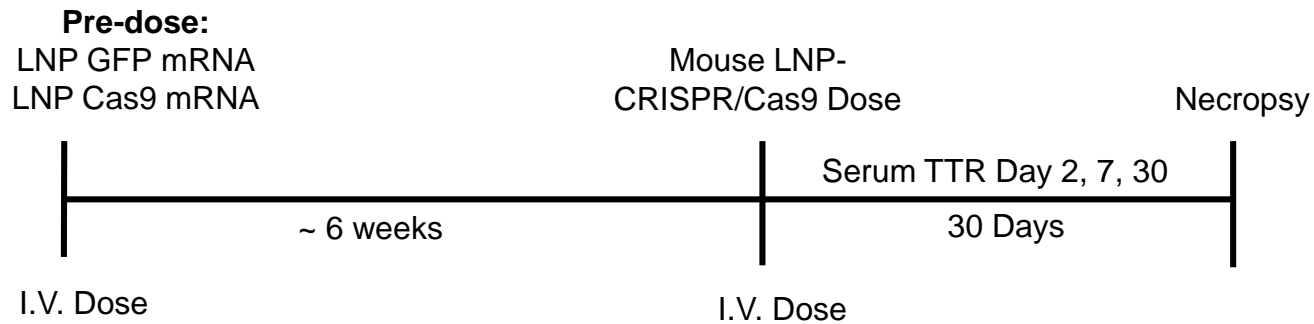 Pre-dose:
LNP GFP mRNA
LNP Cas9 mRNA
Mouse LNP-
CRISPR/Cas9 Dose
Necropsy
Serum TTR Day 2, 7, 30
~ 6 weeks
30 Days
I.V. Dose
I.V. Dose